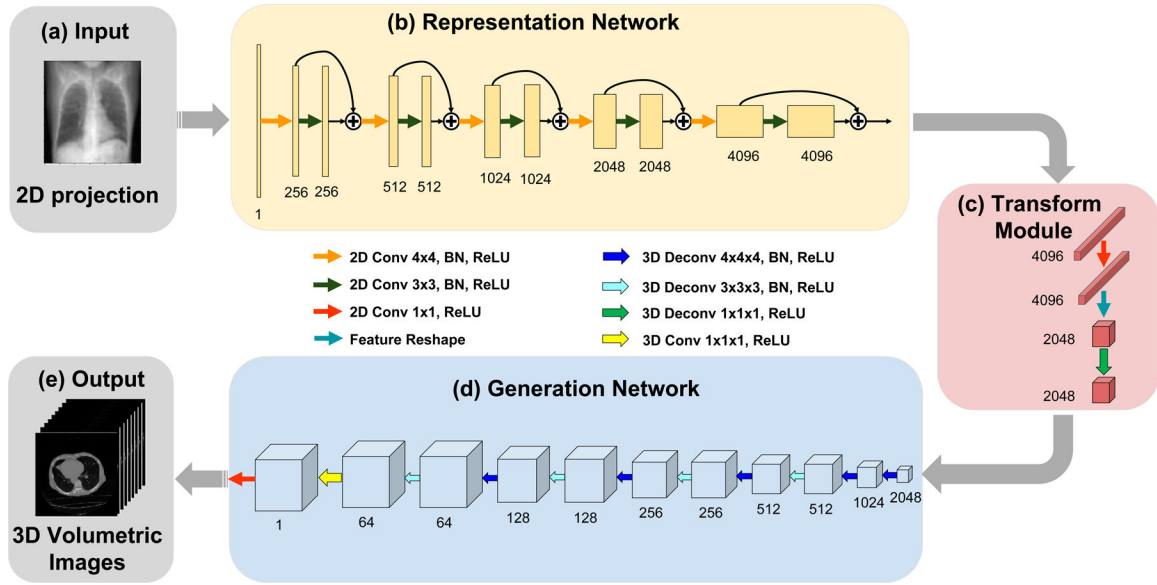 (a) Input
2D projection
(b) Representation Network
1
256
256
512
512
1024
1024
2048
2048
4096
4096
(c) Transform
Module
4096
4096
2048
2048
2D Conv 4x4, BN, ReLU
2D Conv 3x3, BN, ReLU
2D Conv 1x1, ReLU
Feature Reshape
3D Deconv 4x4x4, BN, ReLU
3D Deconv 3x3x3, BN, ReLU
3D Deconv 1x1x1, ReLU
3D Conv 1x1x1, ReLU
(d) Generation Network
1
64
64
128
128
256
256
512
512
1024
2048
(e) Output
3D Volumetric
Images